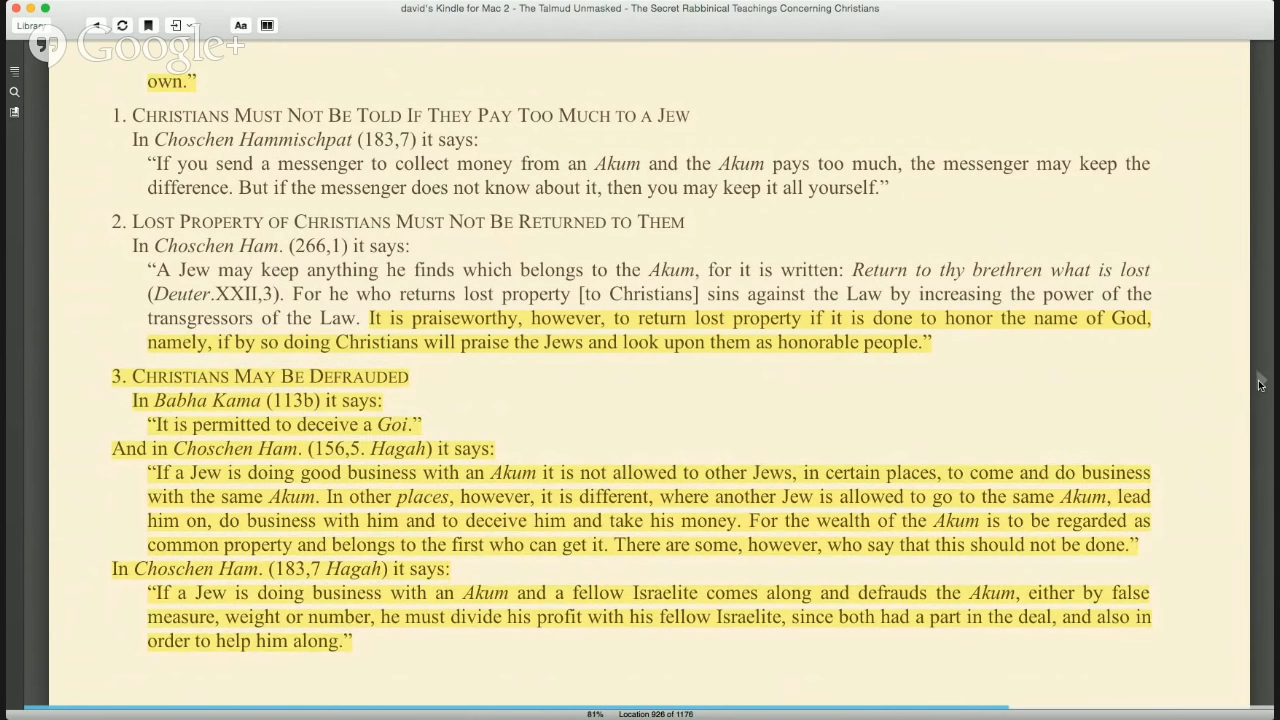 david's Kindle for Mac 2 - The Talmud Unmasked - The Secret Rabbinical Teachings Concerning Christians
Library
Aa
Google+
own.”
1. CHRISTIANS MUST NOT BE TOLD IF THEY PAY TOO MUCH TO A JEW
In Choschen Hammischpat (183,7) it says:
“If you send a messenger to collect money from an Akum and the Akum pays too much, the messenger may keep the
difference. But if the messenger does not know about it, then you may keep it all yourself.”
2. LOST PROPERTY OF CHRISTIANS MUST NOT BE RETURNED TO THEM
In Choschen Ham. (266,1) it says:
“A Jew may keep anything he finds which belongs to the Akum, for it is written: Return to thy brethren what is lost
(Deuter.XXII,3). For he who returns lost property [to Christians] sins against the Law by increasing the power of the
transgressors of the Law. It is praiseworthy, however, to return lost property if it is done to honor the name of God,
namely, if by so doing Christians will praise the Jews and look upon them as honorable people.”
3. CHRISTIANS MAY BE DEFRAUDED
In Babha Kama (113b) it says:
“It is permitted to deceive a Goi.”
And in Choschen Ham. (156,5. Hagah) it says:
“If a Jew is doing good business with an Akum it is not allowed to other Jews, in certain places, to come and do business
with the same Akum. In other places, however, it is different, where another Jew is allowed to go to the same Akum, lead
him on, do business with him and to deceive him and take his money. For the wealth of the Akum is to be regarded as
common property and belongs to the first who can get it. There are some, however, who say that this should not be done.”
In Choschen Ham. (183,7 Hagah) it says:
“If a Jew is doing business with an Akum and a fellow Israelite comes along and defrauds the Akum, either by false
measure, weight or number, he must divide his profit with his fellow Israelite, since both had a part in the deal, and also in
order to help him along.”
81% Location 926 of 1176